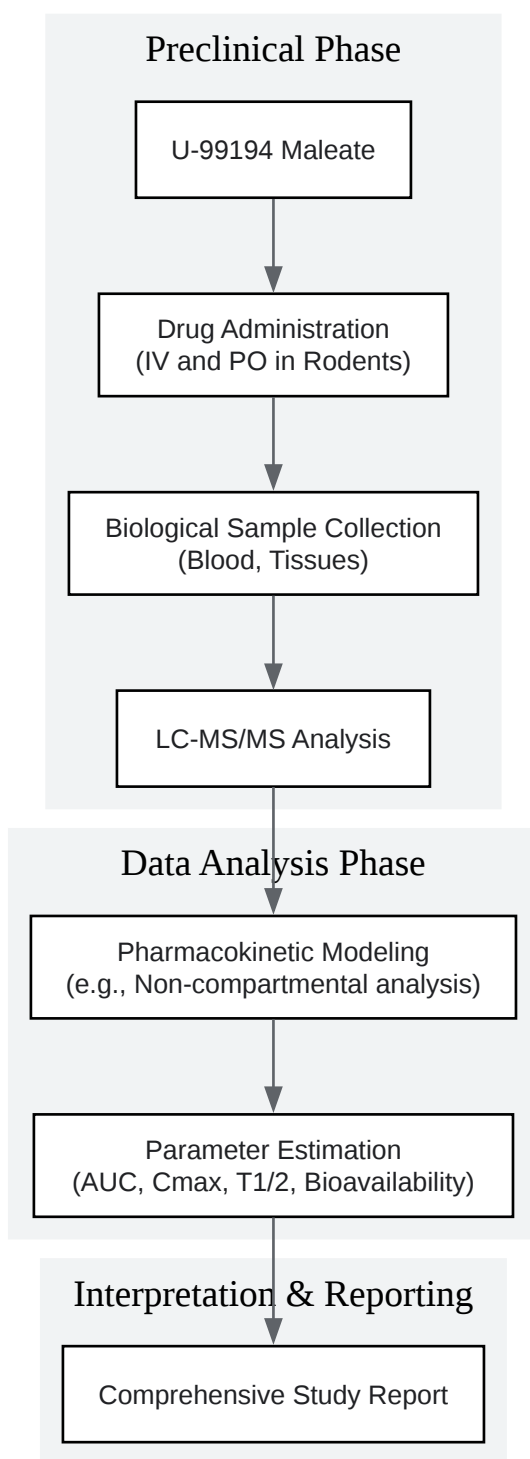 Preclinical Phase
U-99194 Maleate
Drug Administration
(IV and PO in Rodents)
Biological Sample Collection
(Blood, Tissues)
LC-MS/MS Analysis
Data Analysis Phase
Pharmacokinetic Modeling
(e.g., Non-compartmental analysis)
Parameter Estimation
(AUC, Cmax, T1/2, Bioavailability)
Interpretation & Reporting
Comprehensive Study Report